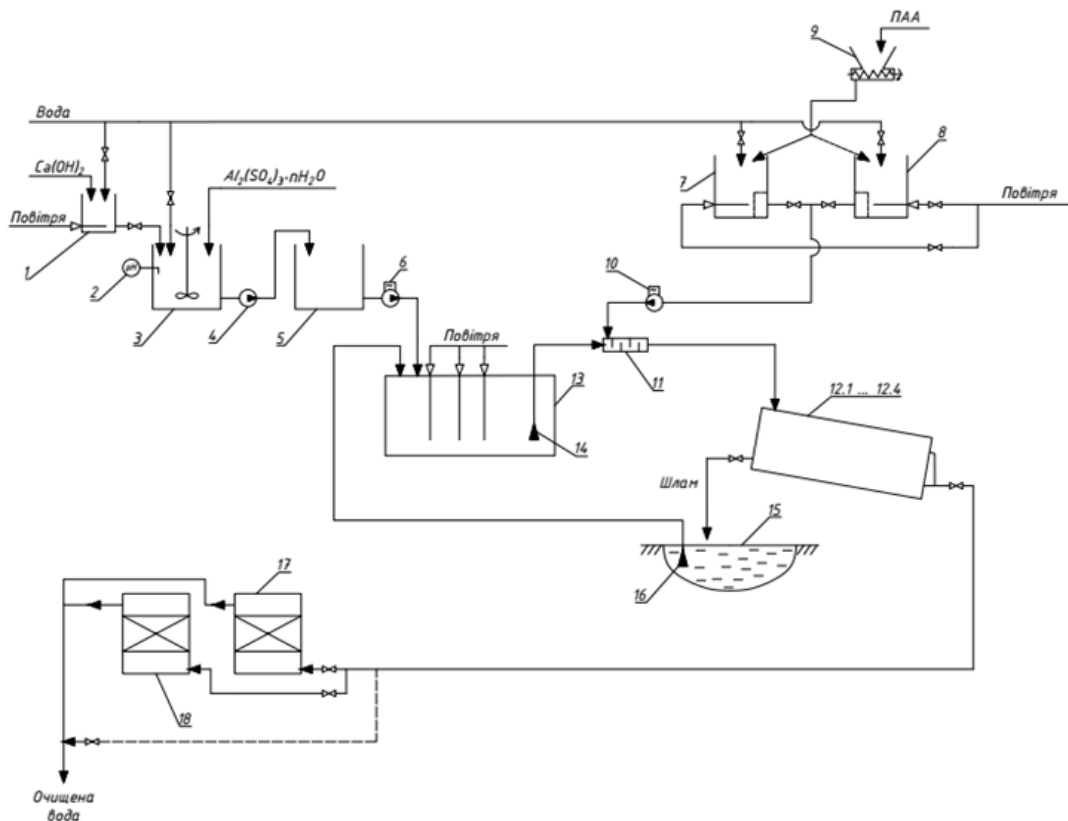 ПАА
9
Вода
8
Ca(OH)₂
Al₂(SO₄)₃·nH₂O
7
Повітря
Повітря
1
pH
2
6
10
3
4
5
Повітря
13
11
12.1 ... 12.4
14
Шлам
15
16
17
18
Очищена
вода